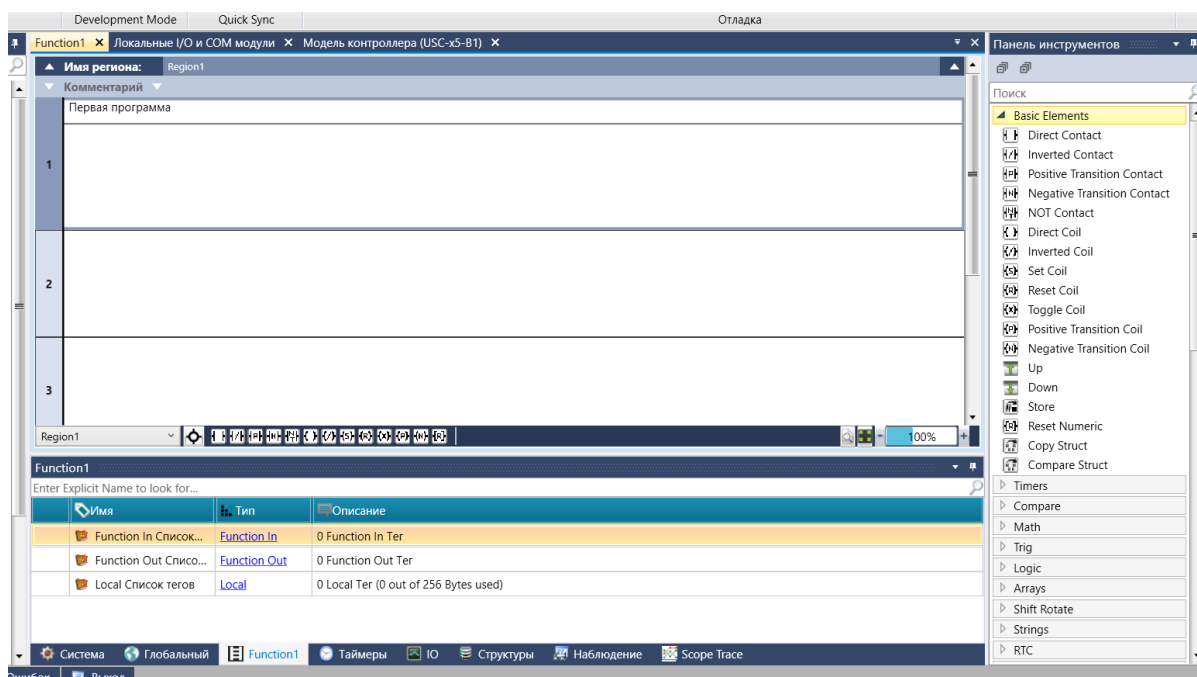 Development Mode Quick Sync Отладка
Function1 Локальные I/O и COM модули Модель контроллера (USC-x5-B1)
Имя региона: Region1
Комментарий
Первая программа
1
2
3
Region1 100%
Function1
Enter Explicit Name to look for...
Имя Тип Описание
Function In Список... Function In 0 Function In Тег
Function Out Списо... Function Out 0 Function Out Тег
Local Список тегов Local 0 Local Тег (0 out of 256 Bytes used)
Система Глобальный Function1 Таймеры IO Структуры Наблюдение Scope Trace
Выход
Панель инструментов
Поиск
Basic Elements
Direct Contact
Inverted Contact
Positive Transition Contact
Negative Transition Contact
NOT Contact
Direct Coil
Inverted Coil
Set Coil
Reset Coil
Toggle Coil
Positive Transition Coil
Negative Transition Coil
Up
Down
Store
Reset Numeric
Copy Struct
Compare Struct
Timers
Compare
Math
Trig
Logic
Arrays
Shift Rotate
Strings
RTC